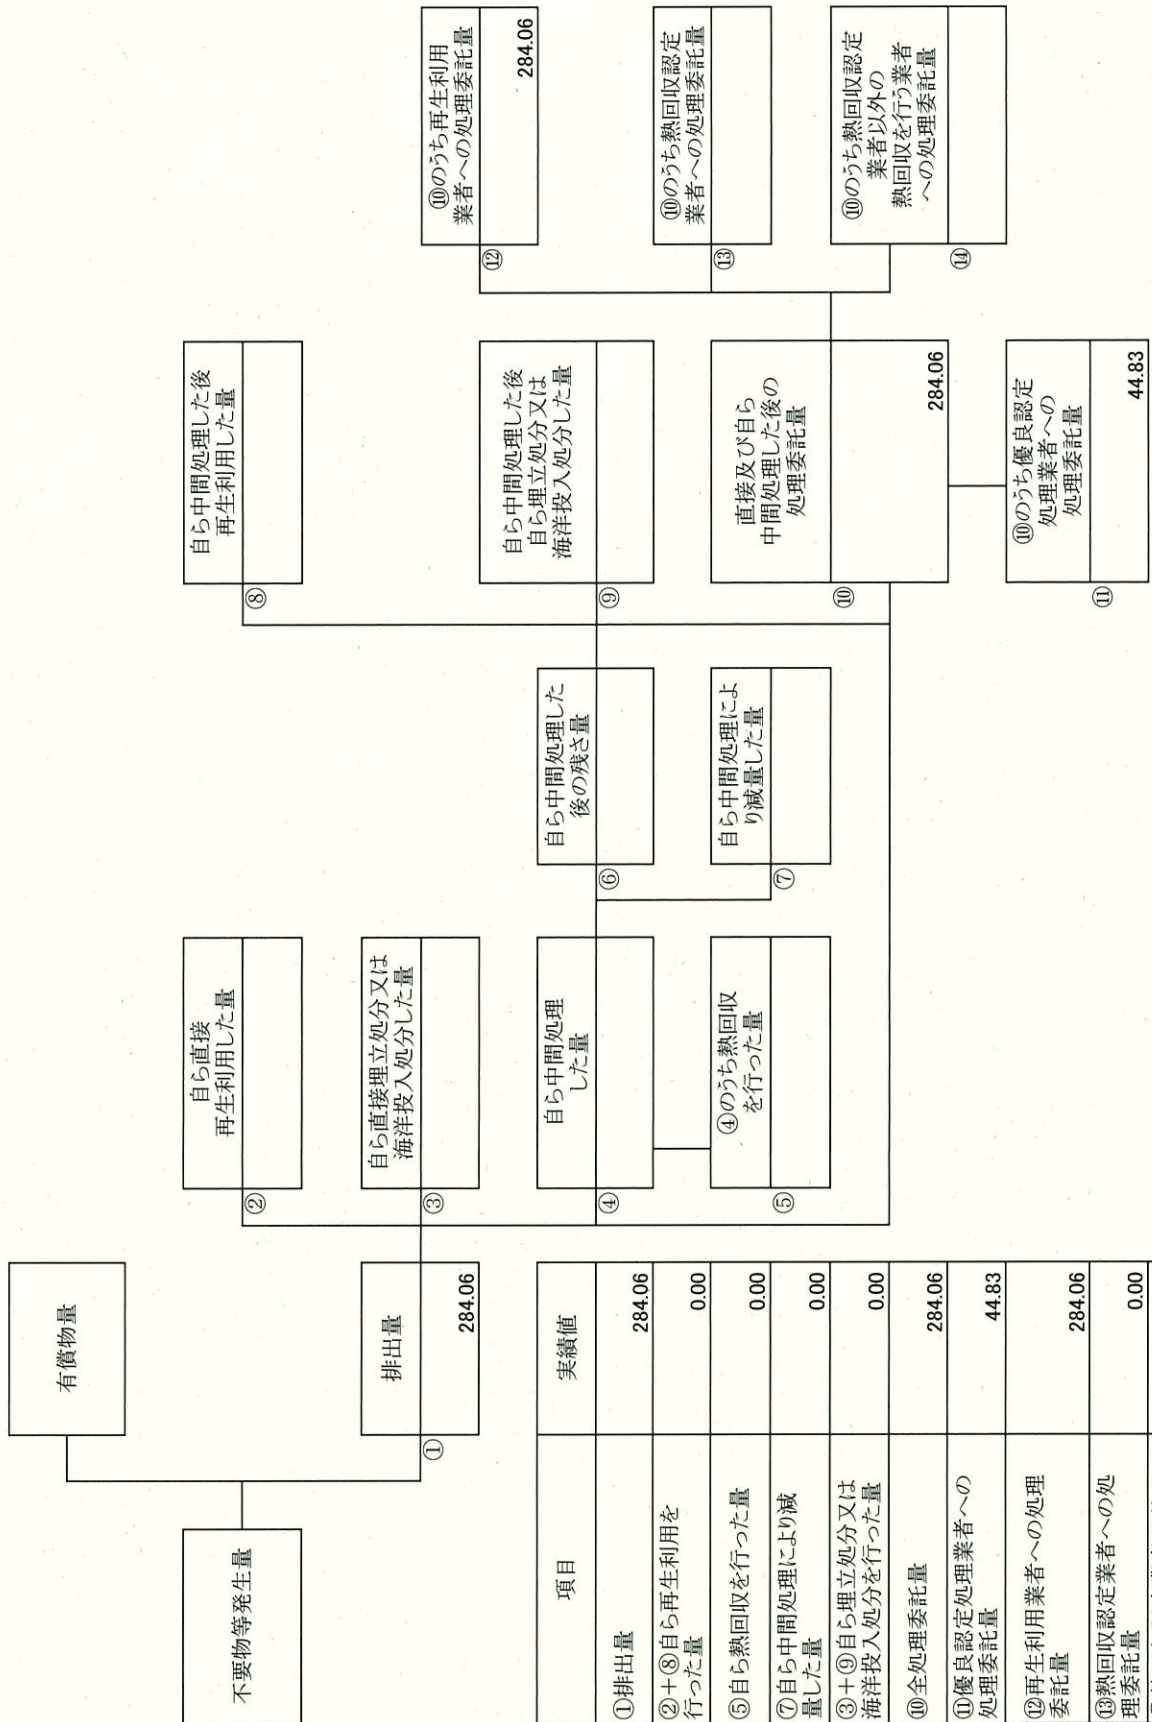 有償物量
不要物等発生量
排出量
①
284.06
自ら直接
再生利用した量
②
自ら直接埋立処分又は
海洋投入処分した量
③
自ら中間処理
した量
④
④のうち熱回収
を行った量
⑤
自ら中間処理した
後の残さ量
⑥
自ら中間処理によ
り減量した量
⑦
自ら中間処理した後
再生利用した量
⑧
自ら中間処理した後
自ら埋立処分又は
海洋投入処分した量
⑨
直接及び自ら
中間処理した後の
処理委託量
⑩
284.06
⑩のうち優良認定
処理業者への
処理委託量
⑪
44.83
⑩のうち再生利用
業者への処理委託量
⑫
284.06
⑩のうち熱回収認定
業者への処理委託量
⑬
⑩のうち熱回収認定
業者以外の
熱回収を行う業者
への処理委託量
⑭
項目 実績値
①排出量 284.06
②+⑧自ら再生利用を
行った量 0.00
⑤自ら熱回収を行った量 0.00
⑦自ら中間処理により減
量した量 0.00
③+⑨自ら埋立処分又は
海洋投入処分を行った量 0.00
⑩全処理委託量 284.06
⑪優良認定処理業者への
処理委託量 44.83
⑫再生利用業者への処理
委託量 284.06
⑬熱回収認定業者への処
理委託量 0.00